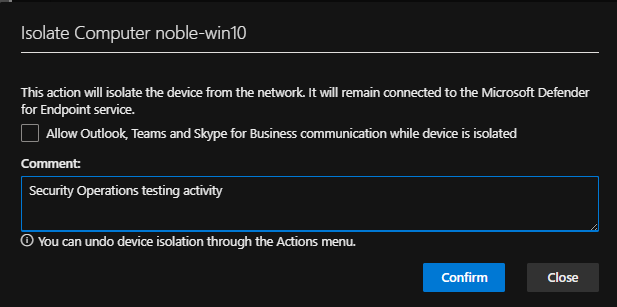 Isolate Computer noble-win10
This action will isolate the device from the network. It will remain connected to the Microsoft Defender
for Endpoint service.
Allow Outlook, Teams and Skype for Business communication while device is isolated
Comment:
Security Operations testing activity
You can undo device isolation through the Actions menu.
Confirm Close